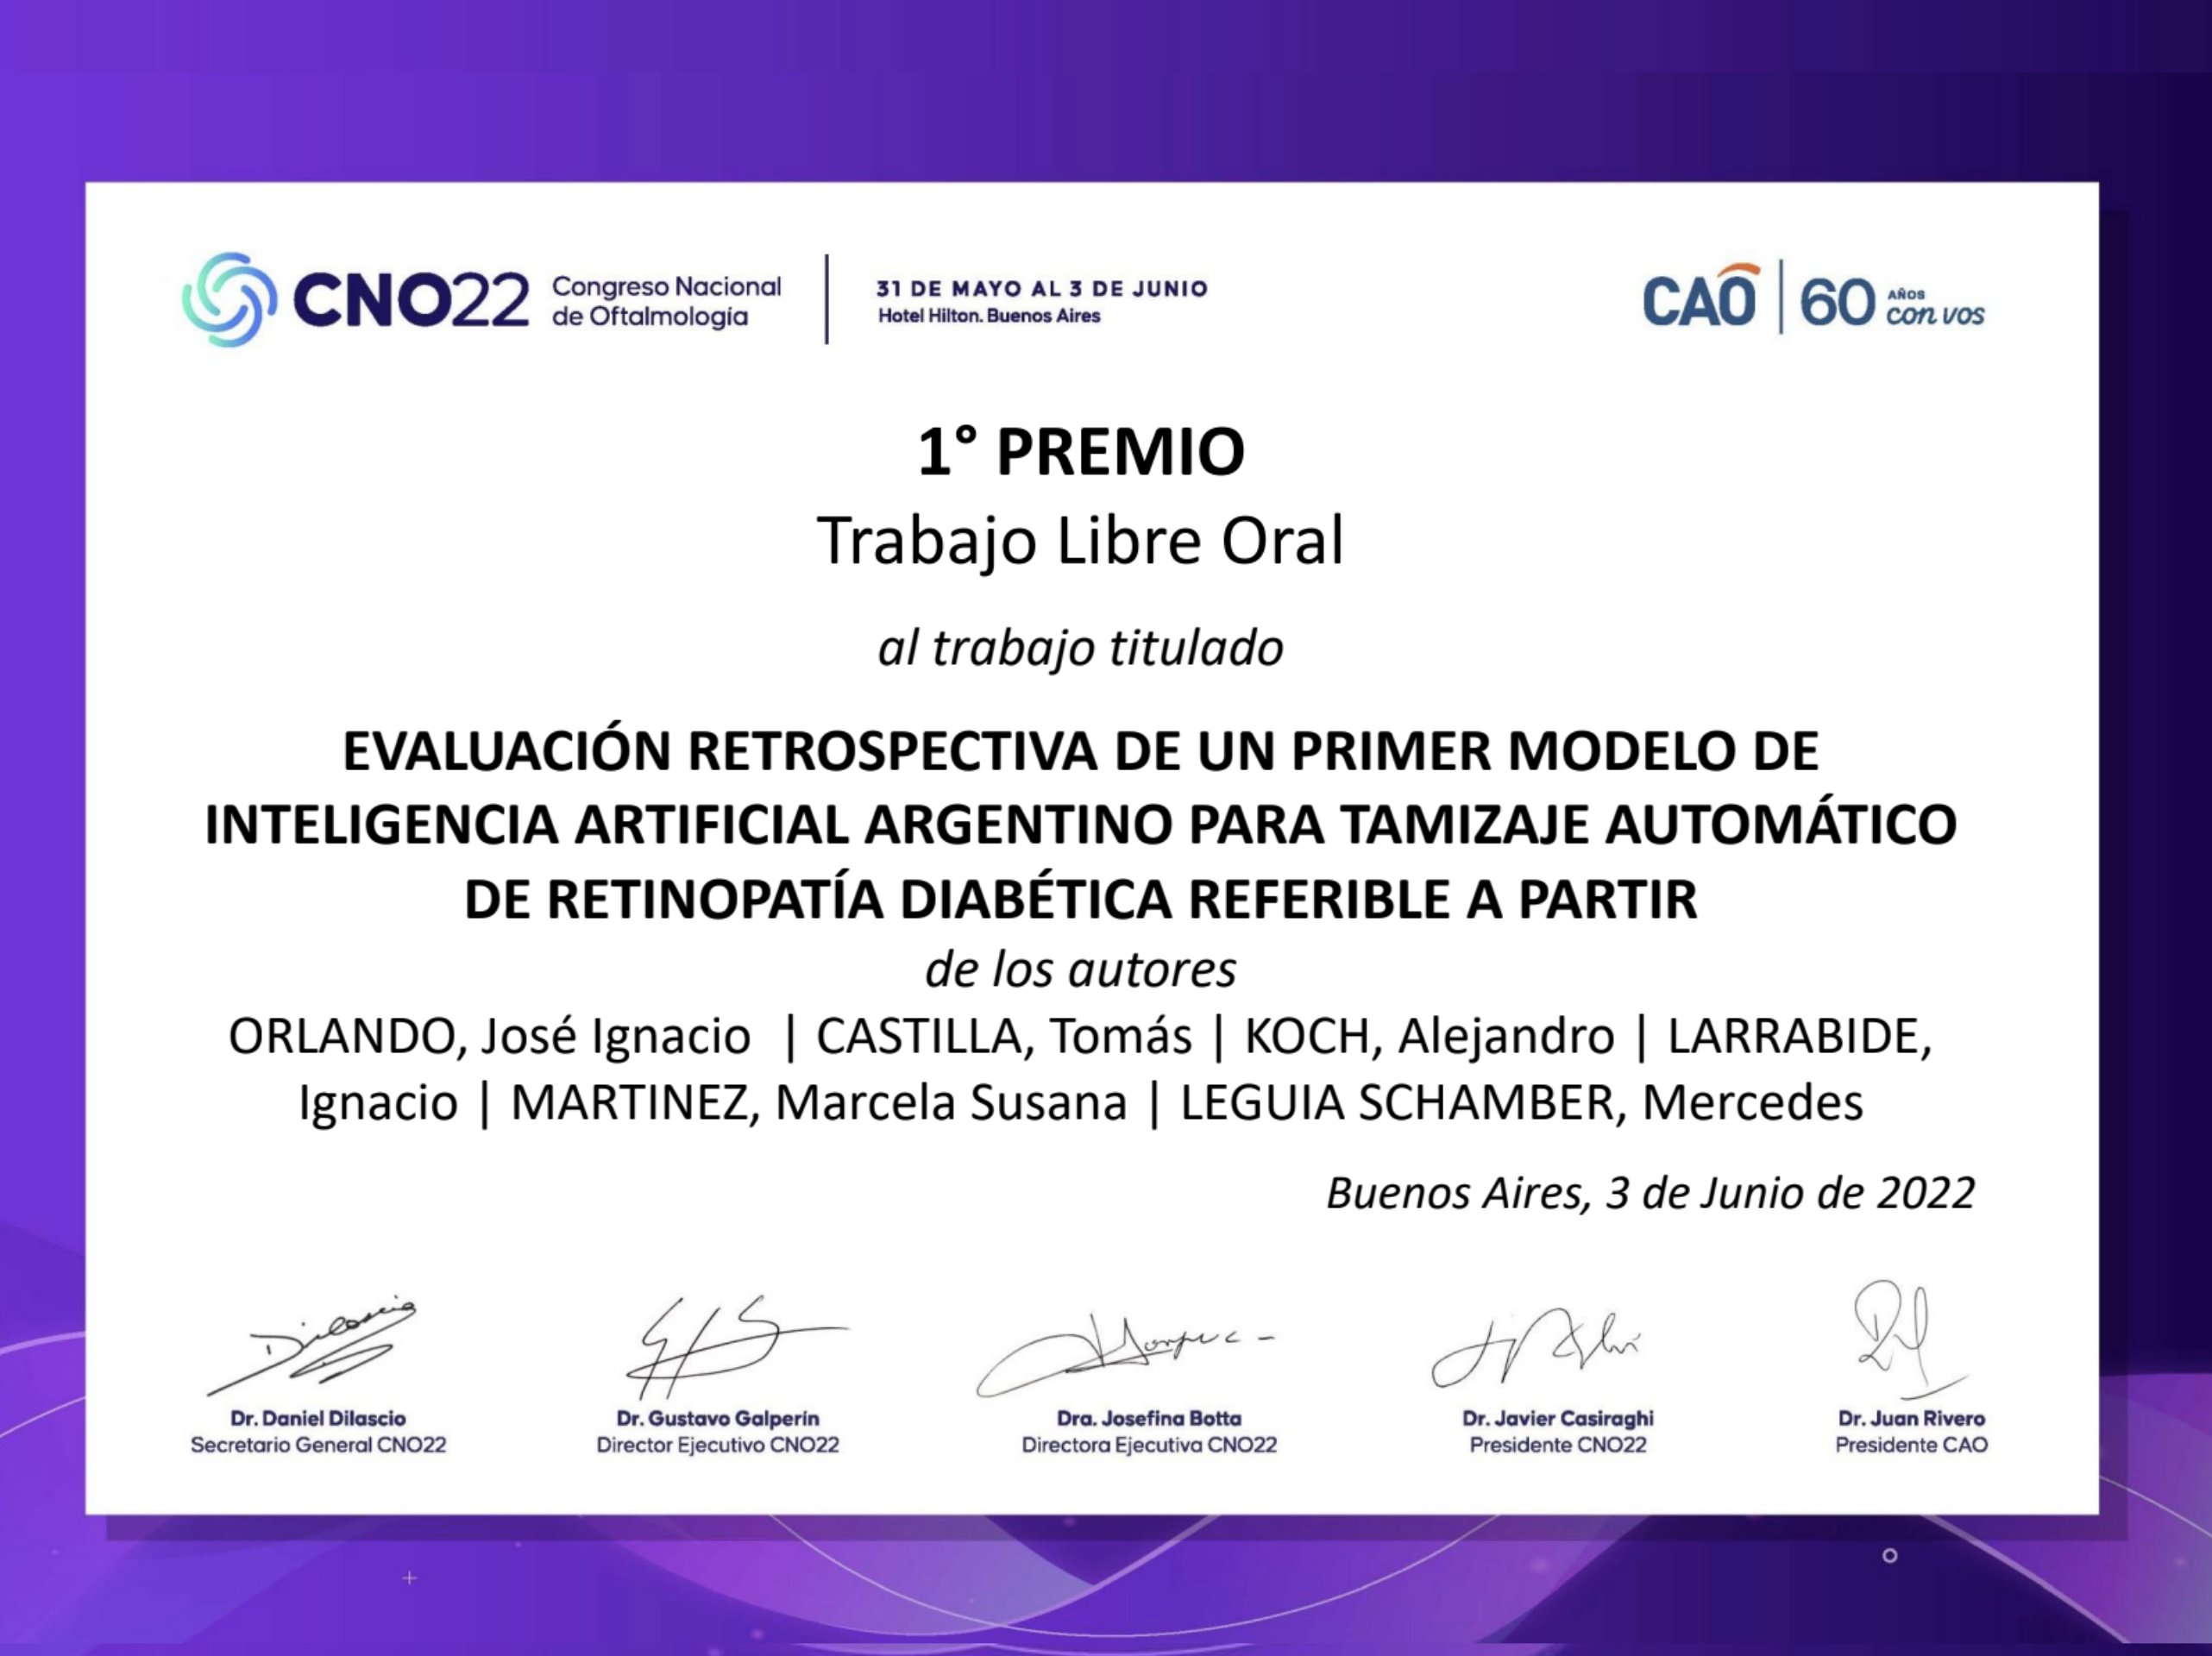 CNO22
Congreso Nacional
de Oftalmología
31 DE MAYO AL 3 DE JUNIO
Hotel Hilton. Buenos Aires
CAO
60 AÑOS
con vos
1° PREMIO
Trabajo Libre Oral
al trabajo titulado
EVALUACIÓN RETROSPECTIVA DE UN PRIMER MODELO DE
INTELIGENCIA ARTIFICIAL ARGENTINO PARA TAMIZAJE AUTOMÁTICO
DE RETINOPATÍA DIABÉTICA REFERIBLE A PARTIR
de los autores
ORLANDO, José Ignacio | CASTILLA, Tomás | KOCH, Alejandro | LARRABIDE,
Ignacio | MARTINEZ, Marcela Susana | LEGUIA SCHAMBER, Mercedes
Buenos Aires, 3 de Junio de 2022
Dr. Daniel Dilascio
Secretario General CNO22
Dr. Gustavo Galperín
Director Ejecutivo CNO22
Dra. Josefina Botta
Directora Ejecutiva CNO22
Dr. Javier Casiraghi
Presidente CNO22
Dr. Juan Rivero
Presidente CAO